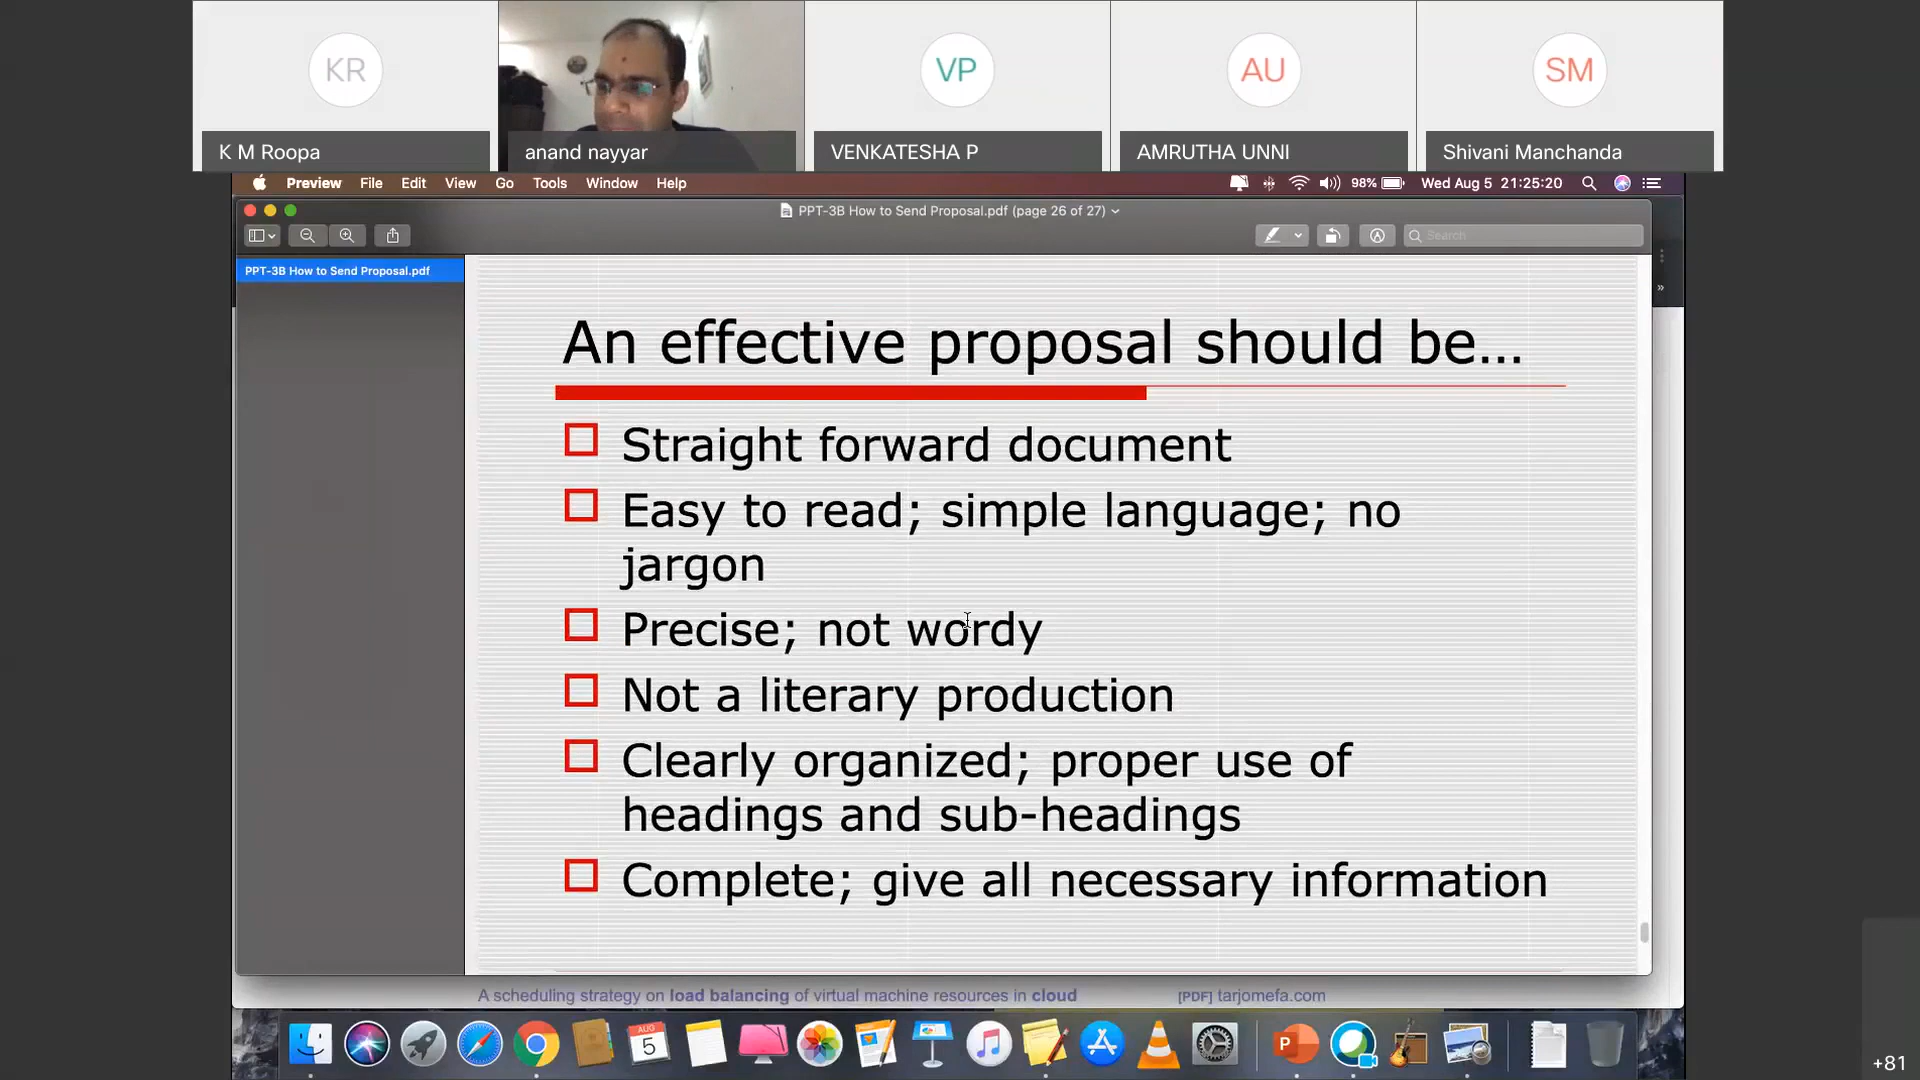 KR
VP
AU
SM
K M Roopa
anand nayyar
VENKATESHA P
AMRUTHA UNNI
Shivani Manchanda
Preview File Edit View Go Tools Window Help
98% Wed Aug 5 21:25:20
PPT-3B How to Send Proposal.pdf (page 26 of 27)
Search
PPT-3B How to Send Proposal.pdf
»
An effective proposal should be...
Straight forward document
Easy to read; simple language; no
jargon
Precise; not wordy
Not a literary production
Clearly organized; proper use of
headings and sub-headings
Complete; give all necessary information
A scheduling strategy on load balancing of virtual machine resources in cloud
[PDF] tarjomefa.com
AUG
5
P
+81